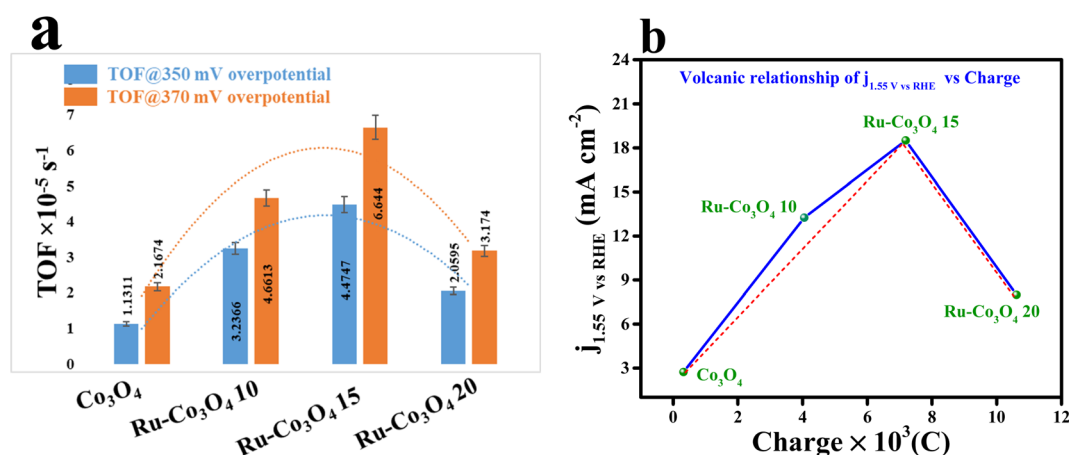 a
TOF@350 mV overpotential
TOF@370 mV overpotential
TOF ×10⁻⁵ s⁻¹
7
6
5
4
3
2
1
0
1.1311
2.1674
3.2366
4.6613
4.4747
6.644
2.0595
3.174
Co₃O₄
Ru-Co₃O₄ 10
Ru-Co₃O₄ 15
Ru-Co₃O₄ 20
b
Volcanic relationship of j₁.₅₅ V vs RHE vs Charge
j₁.₅₅ V vs RHE (mA cm⁻²)
24
21
18
15
12
9
6
3
Ru-Co₃O₄ 15
Ru-Co₃O₄ 10
Ru-Co₃O₄ 20
Co₃O₄
0
2
4
6
8
10
12
Charge × 10³(C)